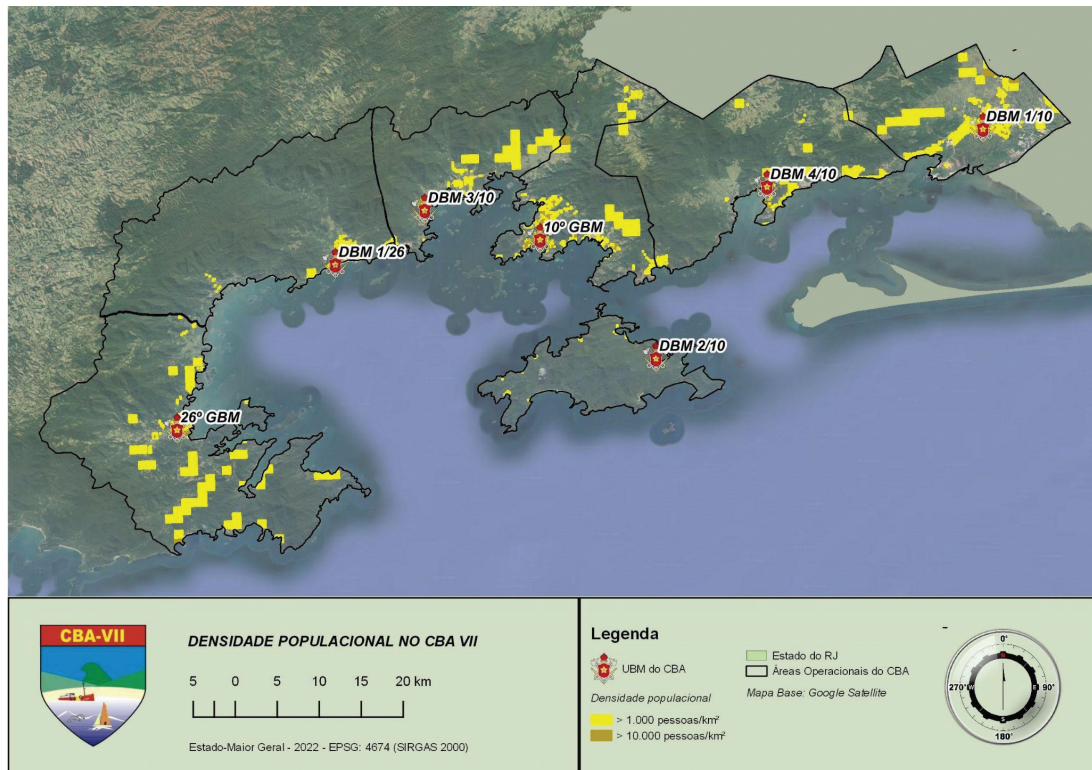 DBM 1/10
DBM 4/10
DBM 3/10
10º GBM
DBM 1/26
DBM 2/10
26º GBM
CBA-VII
DENSIDADE POPULACIONAL NO CBA VII
5 0 5 10 15 20 km
Estado-Maior Geral - 2022 - EPSG: 4674 (SIRGAS 2000)
Legenda
UBM do CBA
Densidade populacional
> 1.000 pessoas/km²
> 10.000 pessoas/km²
Estado do RJ
Áreas Operacionais do CBA
Mapa Base: Google Satellite
0°
N
270° W E 90°
S
180°